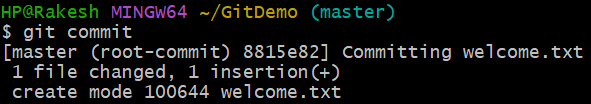 HP@Rakesh MINGW64 ~/GitDemo (master)
$ git commit
[master (root-commit) 8815e82] Committing welcome.txt
 1 file changed, 1 insertion(+)
 create mode 100644 welcome.txt